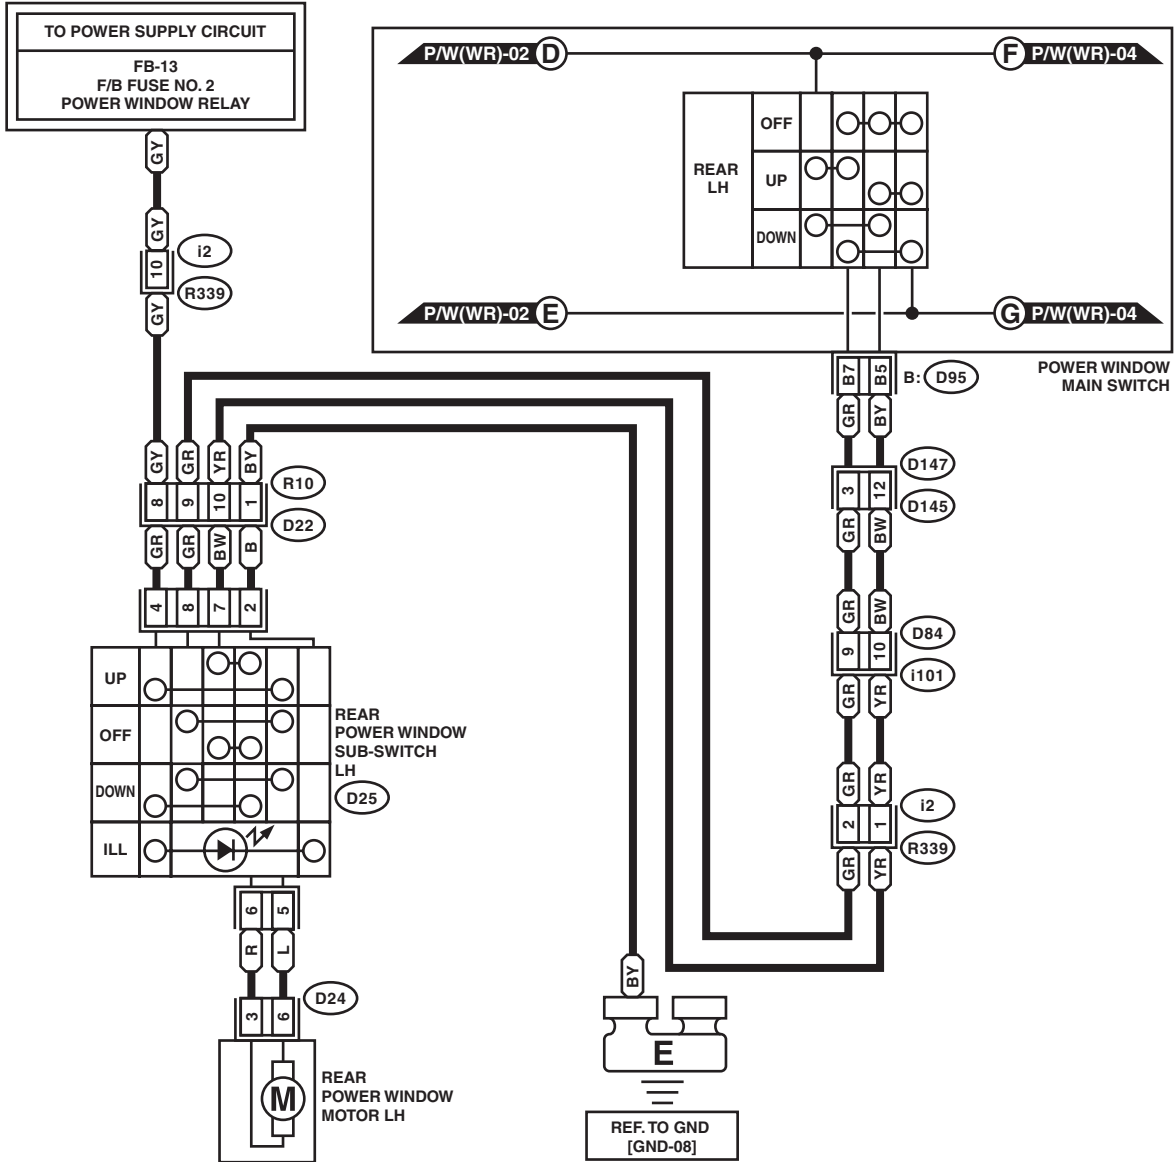 TO POWER SUPPLY CIRCUIT
FB-13
F/B FUSE NO. 2
POWER WINDOW RELAY
GY
GY
10
i2
R339
GY
P/W(WR)-02 D
F P/W(WR)-04
REAR
LH
OFF
UP
DOWN
P/W(WR)-02 E
G P/W(WR)-04
POWER WINDOW
MAIN SWITCH
B7 B5
B: D95
GR BY
3 12
D147
D145
GR BW
GR BW
9 10
D84
i101
GR YR
GR YR
2 1
i2
R339
GR YR
GY GR YR BY
8 9 10 1
R10
D22
GR GR BW B
4 8 7 2
UP
OFF
DOWN
ILL
REAR
POWER WINDOW
SUB-SWITCH
LH
D25
6 5
R L
3 6
D24
M
REAR
POWER WINDOW
MOTOR LH
BY
E
REF. TO GND
[GND-08]